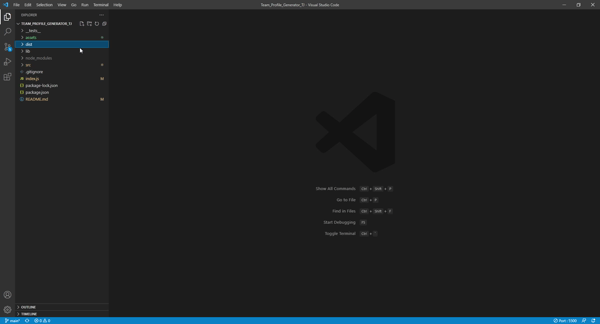 File Edit Selection View Go Run Terminal Help
Team_Profile_Generator_TJ - Visual Studio Code
EXPLORER
TEAM_PROFILE_GENERATOR_TJ
__tests__
assets
dist
lib
node_modules
src
.gitignore
index.js M
package-lock.json
package.json
README.md M
Show All Commands Ctrl + Shift + P
Go to File Ctrl + P
Find in Files Ctrl + Shift + F
Start Debugging F5
Toggle Terminal Ctrl + `
OUTLINE
TIMELINE
main* 0 0 Port : 5500